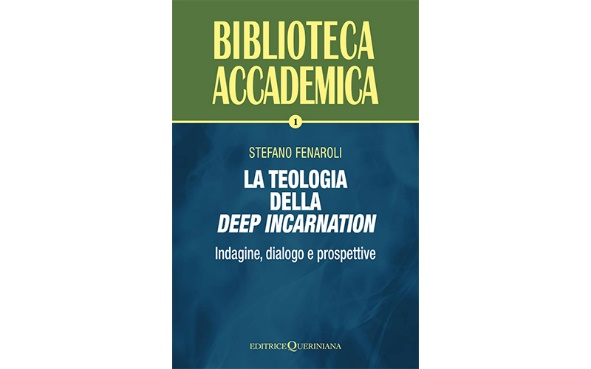 BIBLIOTECA
ACCADEMICA
1
STEFANO FENAROLI
LA TEOLOGIA
DELLA
DEEP INCARNATION
Indagine, dialogo e prospettive
EDITRICE QUERINIANA